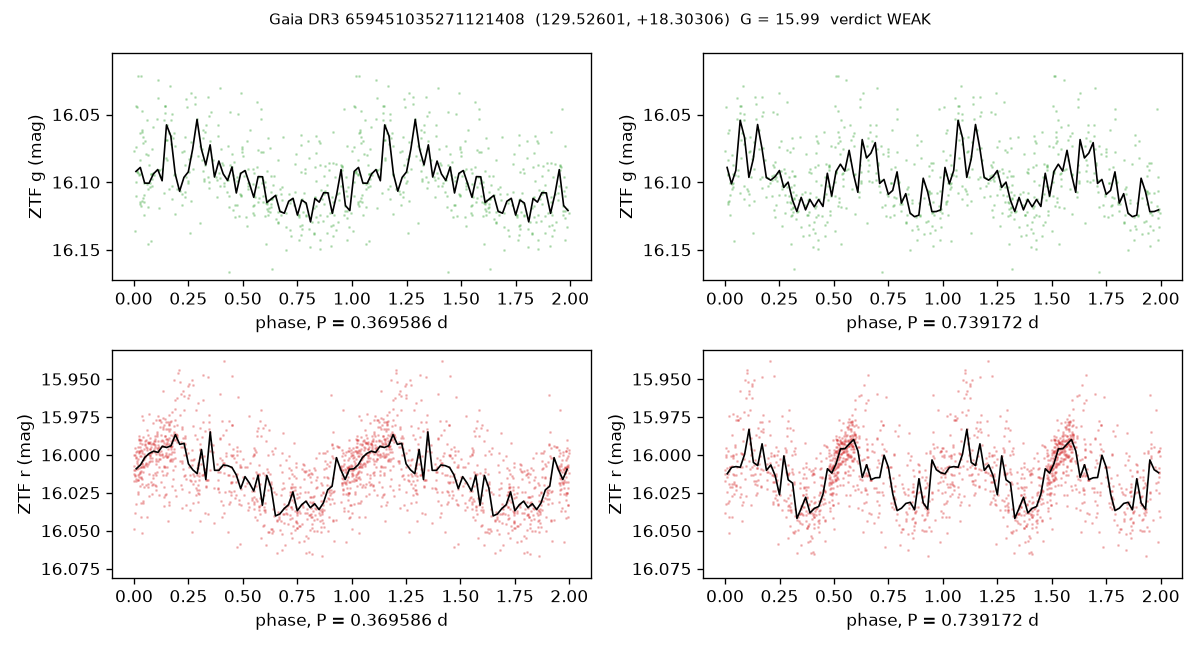 Gaia DR3 659451035271121408  (129.52601, +18.30306)  G = 15.99  verdict WEAK
ZTF g (mag)
16.05
16.10
16.15
0.00 0.25 0.50 0.75 1.00 1.25 1.50 1.75 2.00
phase, P = 0.369586 d
ZTF g (mag)
16.05
16.10
16.15
0.00 0.25 0.50 0.75 1.00 1.25 1.50 1.75 2.00
phase, P = 0.739172 d
ZTF r (mag)
15.950
15.975
16.000
16.025
16.050
16.075
0.00 0.25 0.50 0.75 1.00 1.25 1.50 1.75 2.00
phase, P = 0.369586 d
ZTF r (mag)
15.950
15.975
16.000
16.025
16.050
16.075
0.00 0.25 0.50 0.75 1.00 1.25 1.50 1.75 2.00
phase, P = 0.739172 d